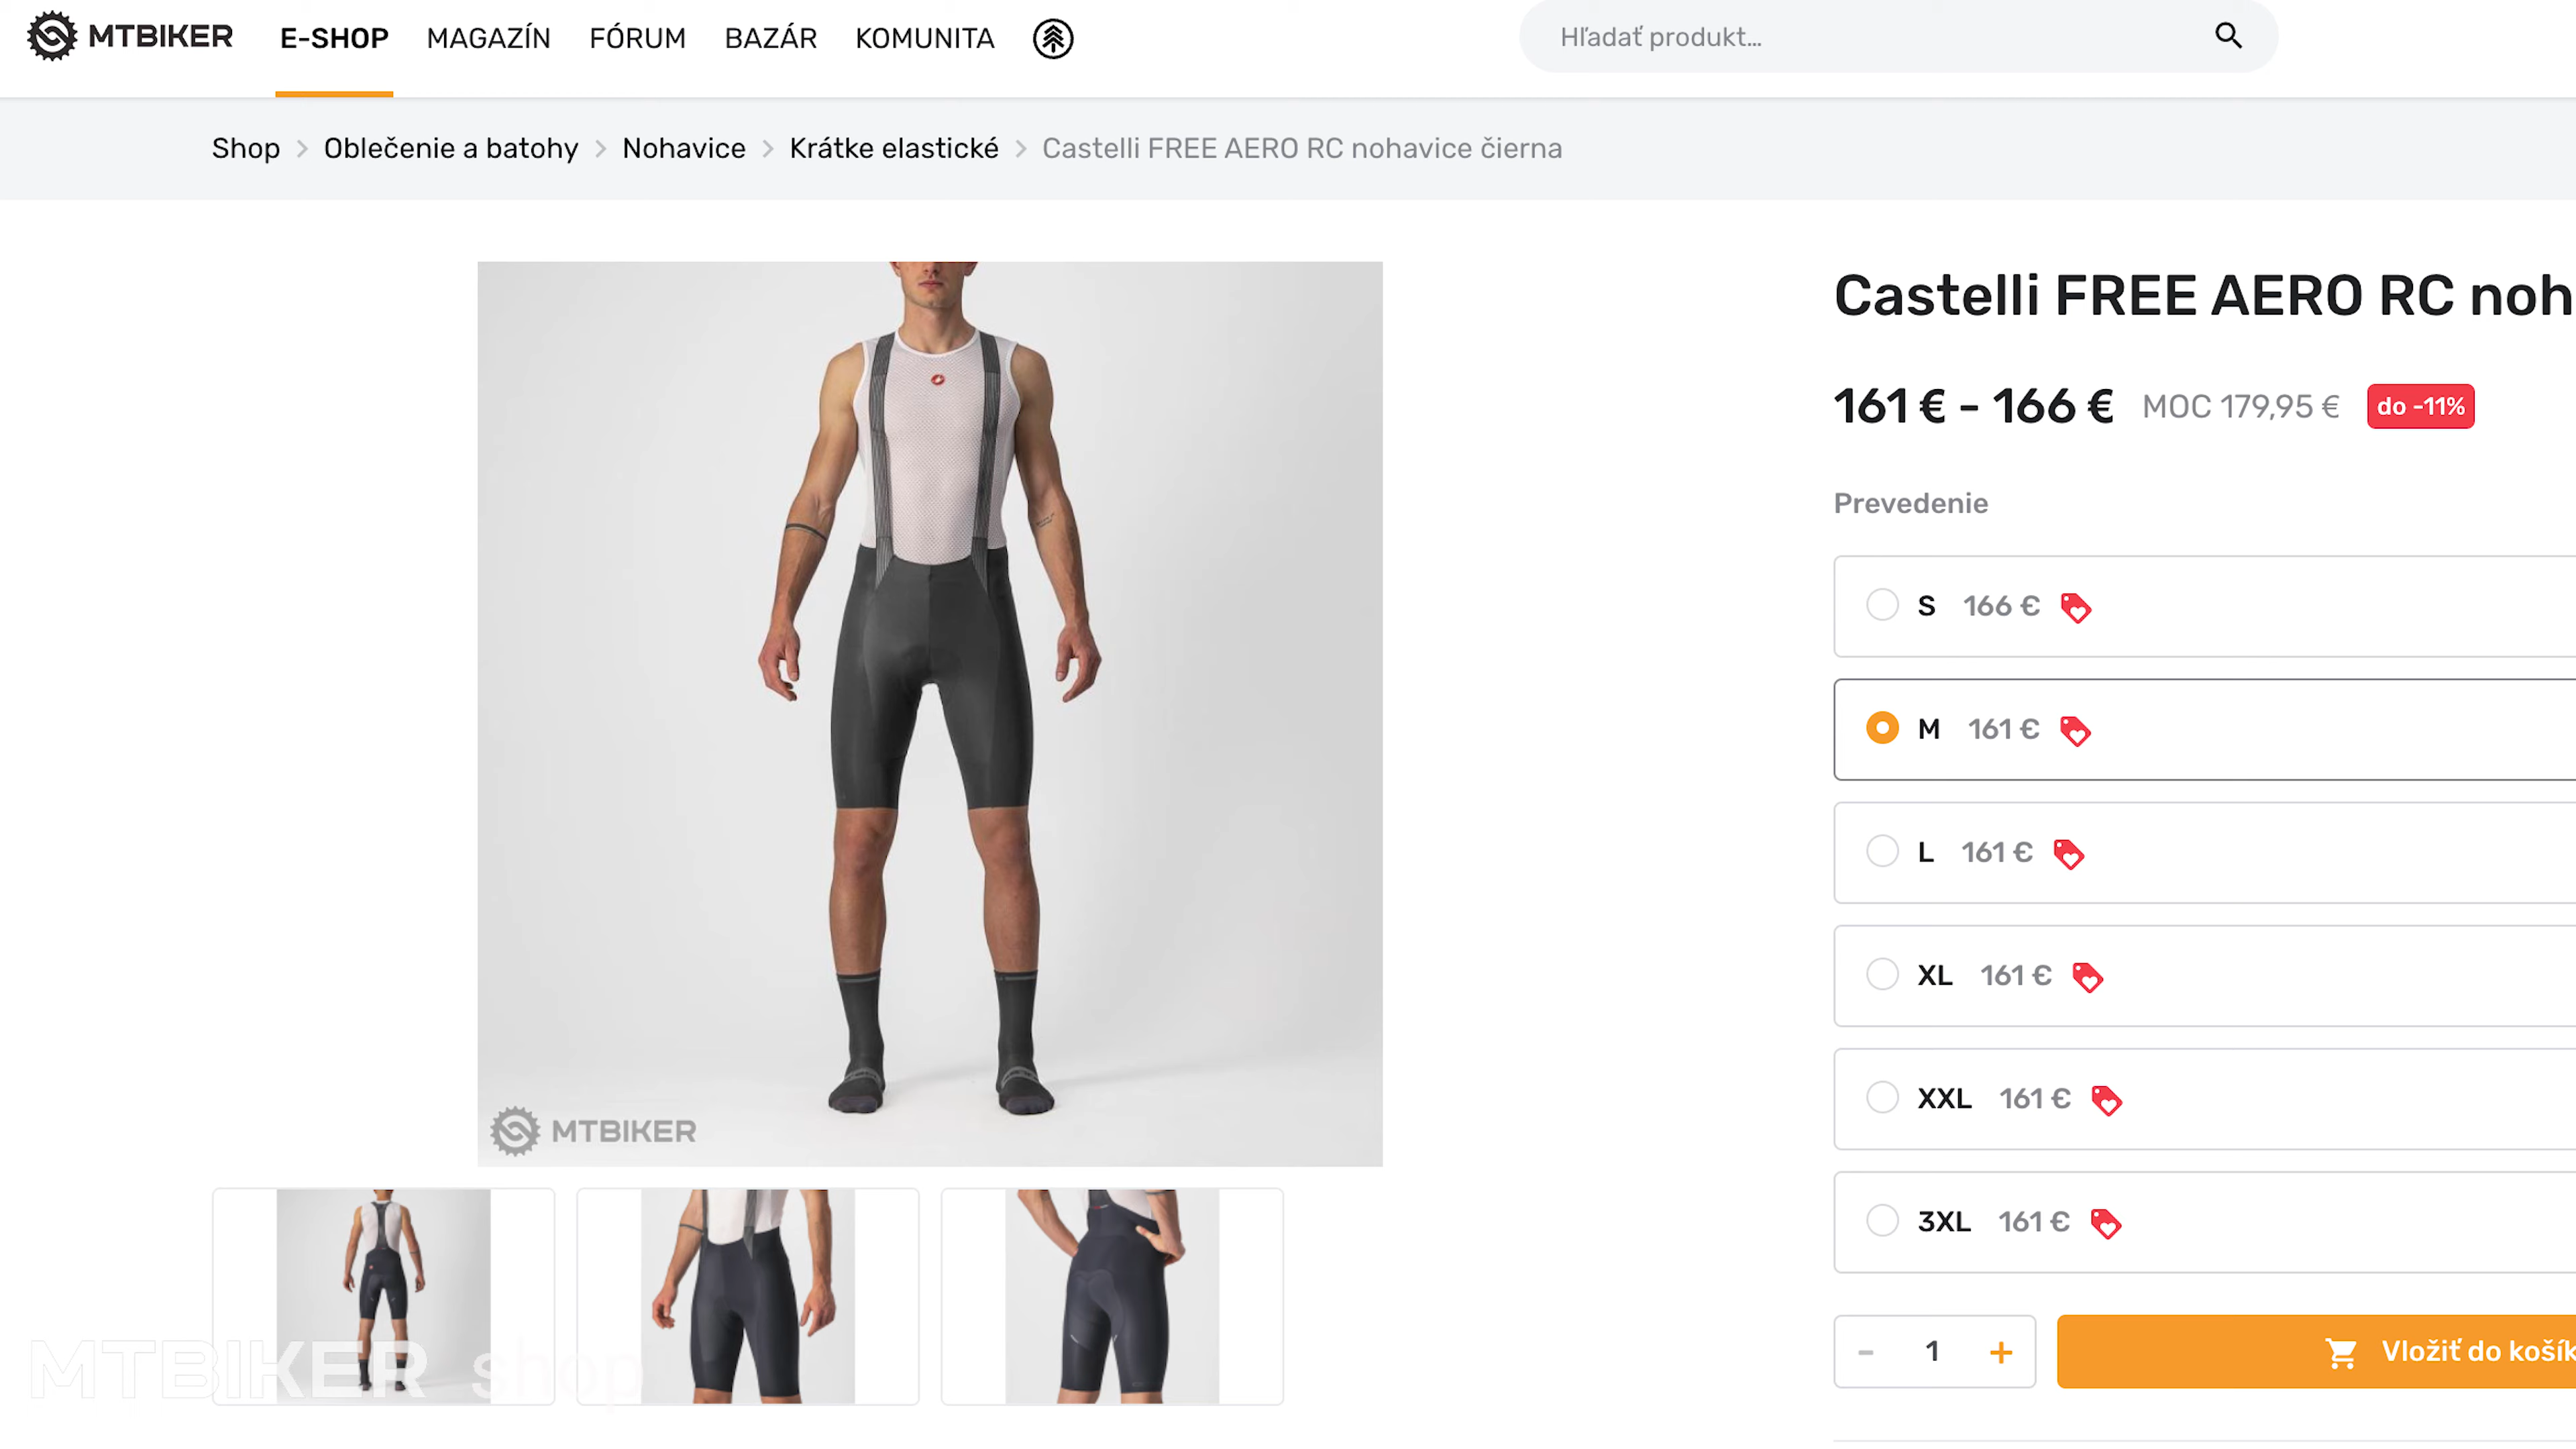 MTBIKER E-SHOP MAGAZÍN FÓRUM BAZÁR KOMUNITA Hľadať produkt...
Shop Oblečenie a batohy Nohavice Krátke elastické Castelli FREE AERO RC nohavice čierna
Castelli FREE AERO RC noh
161 € - 166 € MOC 179,95 € do -11%
Prevedenie
S 166 €
M 161 €
L 161 €
XL 161 €
XXL 161 €
3XL 161 €
MTBIKER
- 1 + Vložiť do košík
MTBIKER shop